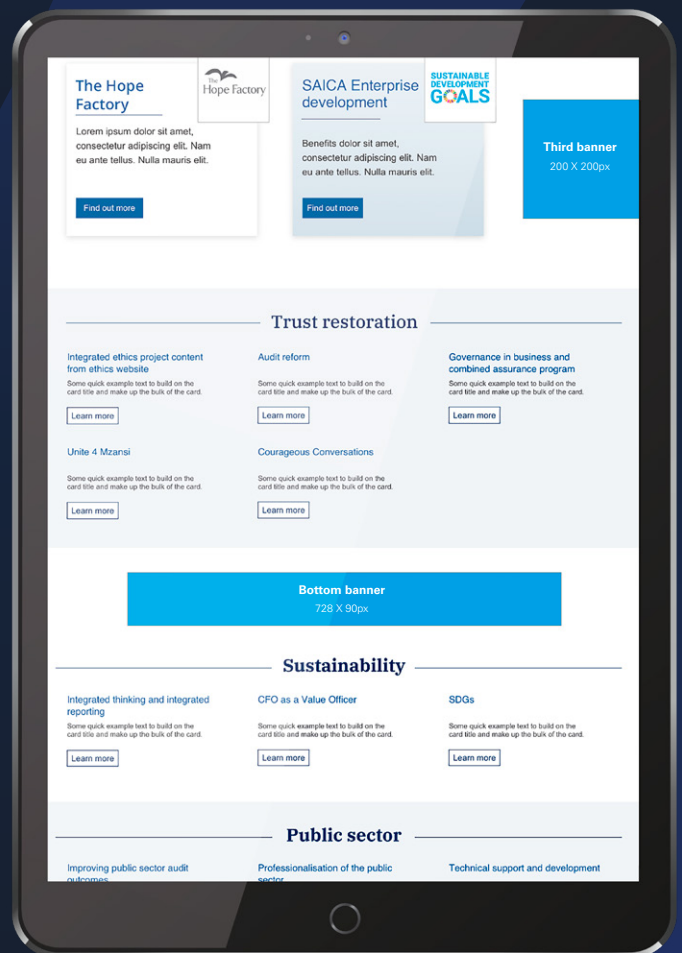 The Hope
Factory
The
Hope Factory
Lorem ipsum dolor sit amet,
consectetur adipiscing elit. Nam
eu ante tellus. Nulla mauris elit.
Find out more
SAICA Enterprise
development
SUSTAINABLE
DEVELOPMENT
GOALS
Benefits dolor sit amet,
consectetur adipiscing elit. Nam
eu ante tellus. Nulla mauris elit.
Find out more
Third banner
200 X 200px
Trust restoration
Integrated ethics project content
from ethics website
Some quick example text to build on the
card title and make up the bulk of the card.
Learn more
Audit reform
Some quick example text to build on the
card title and make up the bulk of the card.
Learn more
Governance in business and
combined assurance program
Some quick example text to build on the
card title and make up the bulk of the card.
Learn more
Unite 4 Mzansi
Some quick example text to build on the
card title and make up the bulk of the card.
Learn more
Courageous Conversations
Some quick example text to build on the
card title and make up the bulk of the card.
Learn more
Bottom banner
728 X 90px
Sustainability
Integrated thinking and integrated
reporting
Some quick example text to build on the
card title and make up the bulk of the card.
Learn more
CFO as a Value Officer
Some quick example text to build on the
card title and make up the bulk of the card.
Learn more
SDGs
Some quick example text to build on the
card title and make up the bulk of the card.
Learn more
Public sector
Improving public sector audit
outcomes
Professionalisation of the public
sector
Technical support and development